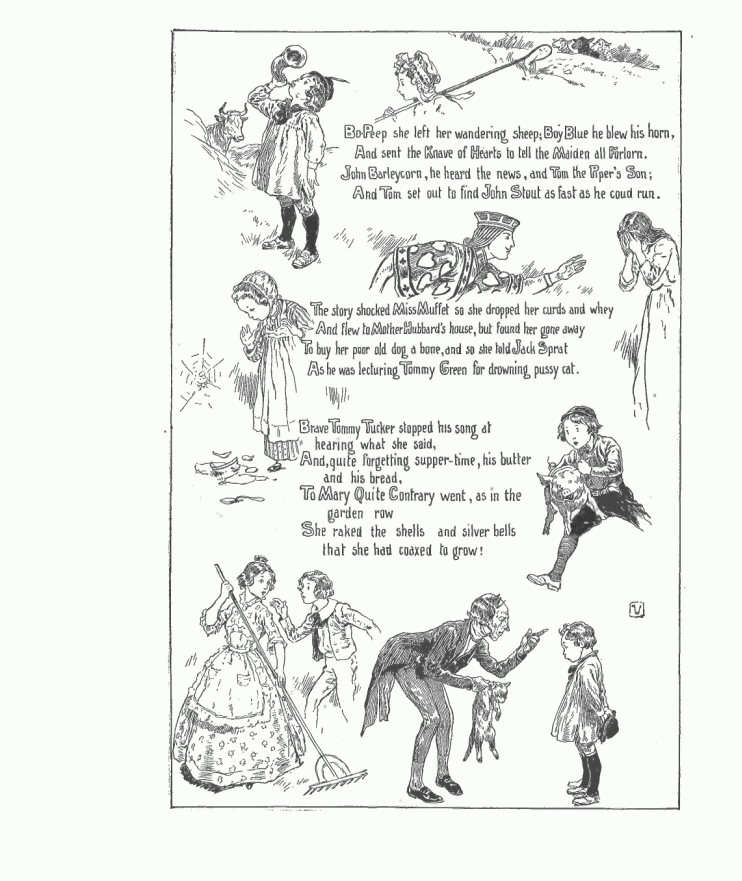 Bo-Peep she left her wandering sheep; Boy Blue he blew his horn,
And sent the Knave of Hearts to tell the Maiden all Forlorn.
John Barleycorn, he heard the news, and Tom the Piper's Son;
And Tom set out to find John Stout as fast as he coud run.
The story shocked Miss Muffet so she dropped her curds and whey
And flew to Mother Hubbard's house, but found her gone away
To buy her poor old dog a bone, and so she told Jack Sprat
As he was lecturing Tommy Green for drowning pussy cat.
Brave Tommy Tucker stopped his song at
hearing what she said,
And, quite forgetting supper-time, his butter
and his bread,
To Mary Quite Contrary went, as in the
garden row
She raked the shells and silver bells
that she had coaxed to grow!